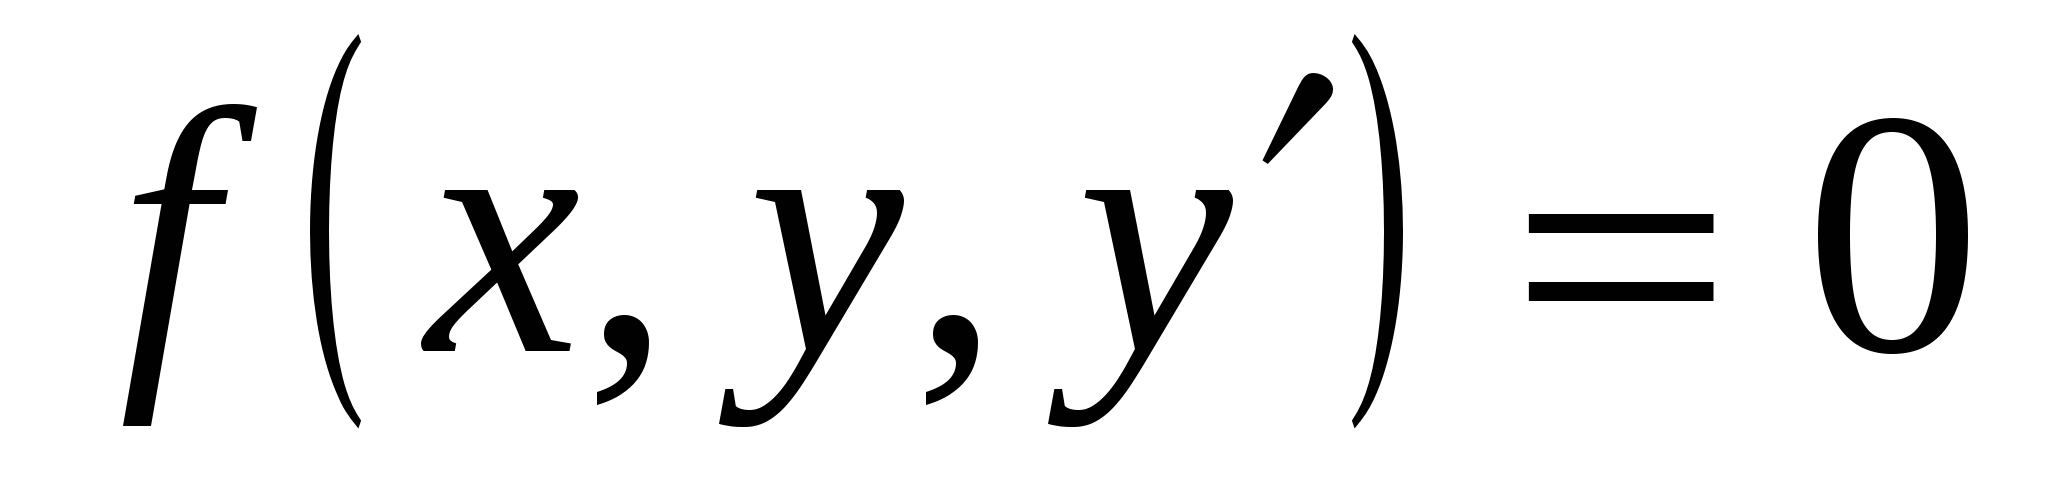 f(x, y, y′) = 0